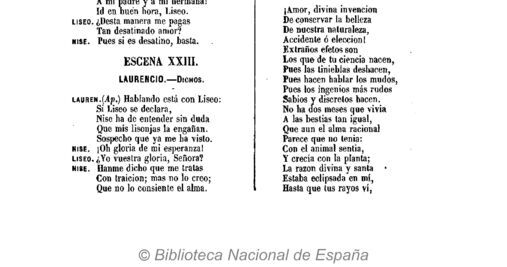 A mi padre y á mi hermana!
Id en buen hora, Liseo.
LISEO. ¿Desta manera me pagas
Tan desatinado amor?
NISE. Pues si es desatino, basta.
ESCENA XXIII.
LAURENCIO.—DICHOS.
LAUREN. (Ap.) Hablando está con Liseo:
Si Liseo se declara,
Nise ha de entender sin duda
Que mis lisonjas la engañan.
Sospecho que ya me ha visto.
NISE. ¡Oh gloria de mi esperanza!
LISEO. ¿Yo vuestra gloria, Señora?
NISE. Hanme dicho que me tratas
Con traicion; mas no lo creo;
Que no lo consiente el alma.
¡Amor, divina invencion
De conservar la belleza
De nuestra naturaleza,
Accidente ó eleccion!
Extraños efetos son
Los que de tu ciencia nacen,
Pues las tinieblas deshacen,
Pues hacen hablar los mudos,
Pues los ingenios más rudos
Sabios y discretos hacen.
No ha dos meses que vivia
A las bestias tan igual,
Que aun el alma racional
Parece que no tenia:
Con el animal sentia,
Y crecia con la planta;
La razon divina y santa
Estaba eclipsada en mí,
Hasta que tus rayos ví,
© Biblioteca Nacional de España